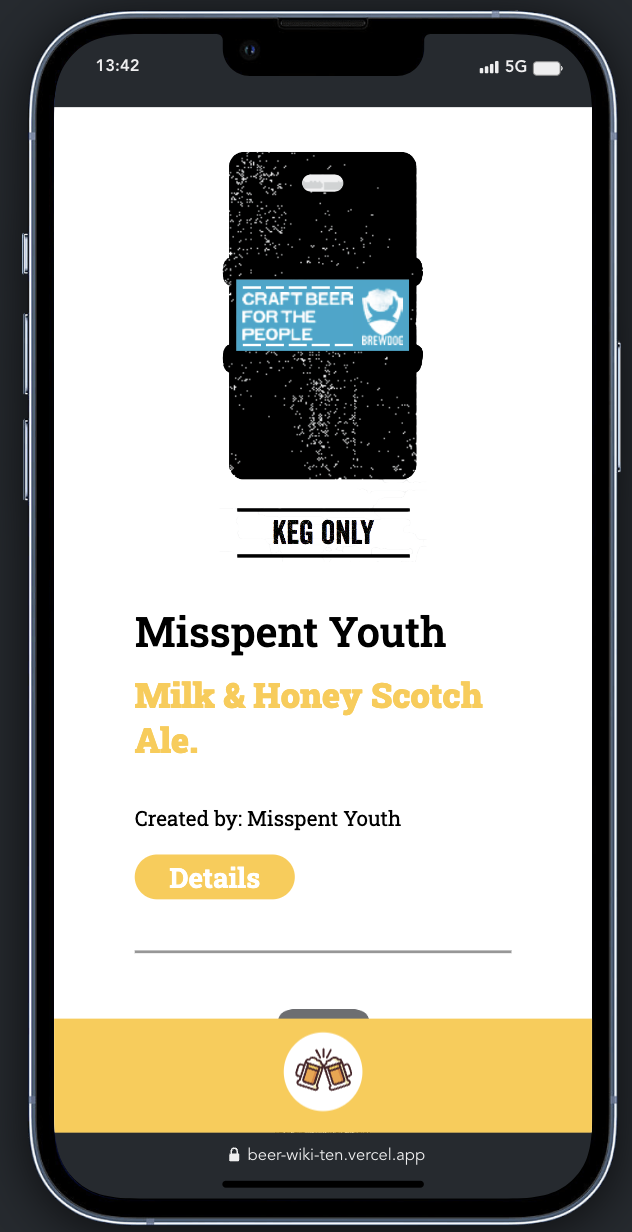 13:42
5G
CRAFT BEER
FOR THE
PEOPLE
BREWDOG
KEG ONLY
Misspent Youth
Milk & Honey Scotch
Ale.
Created by: Misspent Youth
Details
beer-wiki-ten.vercel.app